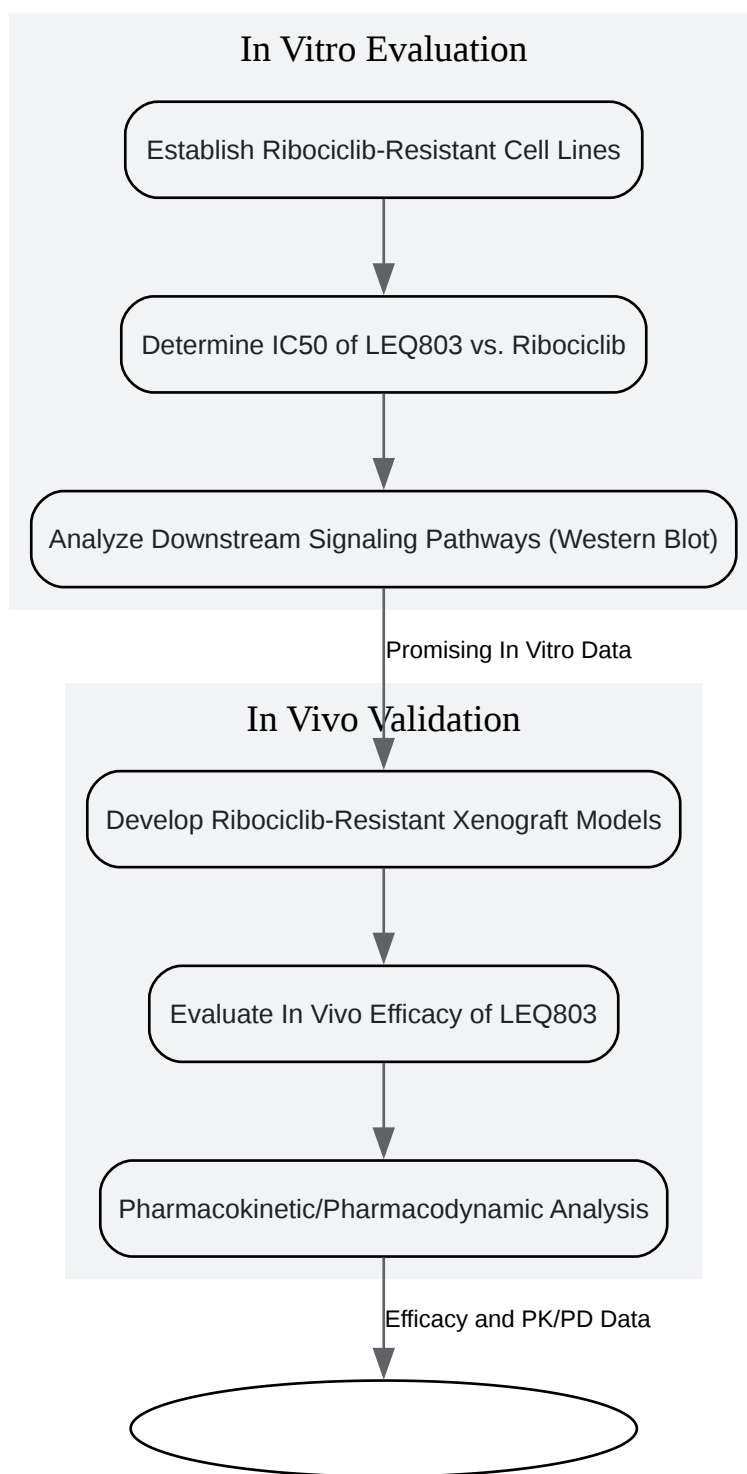 In Vitro Evaluation
Establish Ribociclib-Resistant Cell Lines
Determine IC50 of LEQ803 vs. Ribociclib
Analyze Downstream Signaling Pathways (Western Blot)
Promising In Vitro Data
In Vivo Validation
Develop Ribociclib-Resistant Xenograft Models
Evaluate In Vivo Efficacy of LEQ803
Pharmacokinetic/Pharmacodynamic Analysis
Efficacy and PK/PD Data